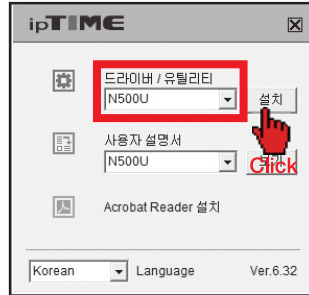 ipTIME
드라이버 / 유틸리티
N500U
설치
사용자 설명서
N500U
Click
Acrobat Reader 설치
Korean
Language
Ver.6.32